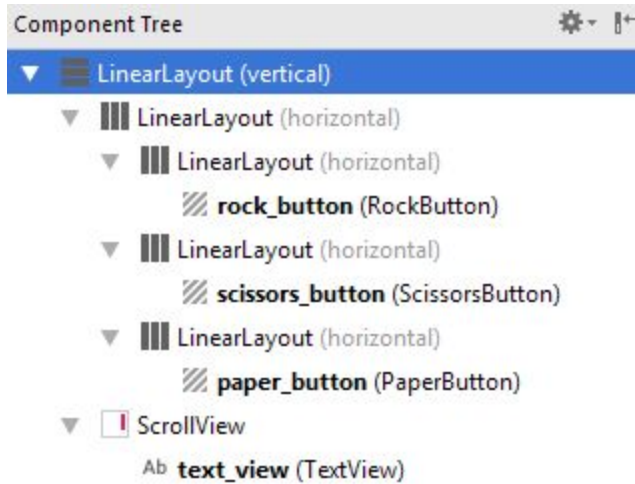 Component Tree
LinearLayout (vertical)
LinearLayout (horizontal)
LinearLayout (horizontal)
rock_button (RockButton)
LinearLayout (horizontal)
scissors_button (ScissorsButton)
LinearLayout (horizontal)
paper_button (PaperButton)
ScrollView
Ab text_view (TextView)